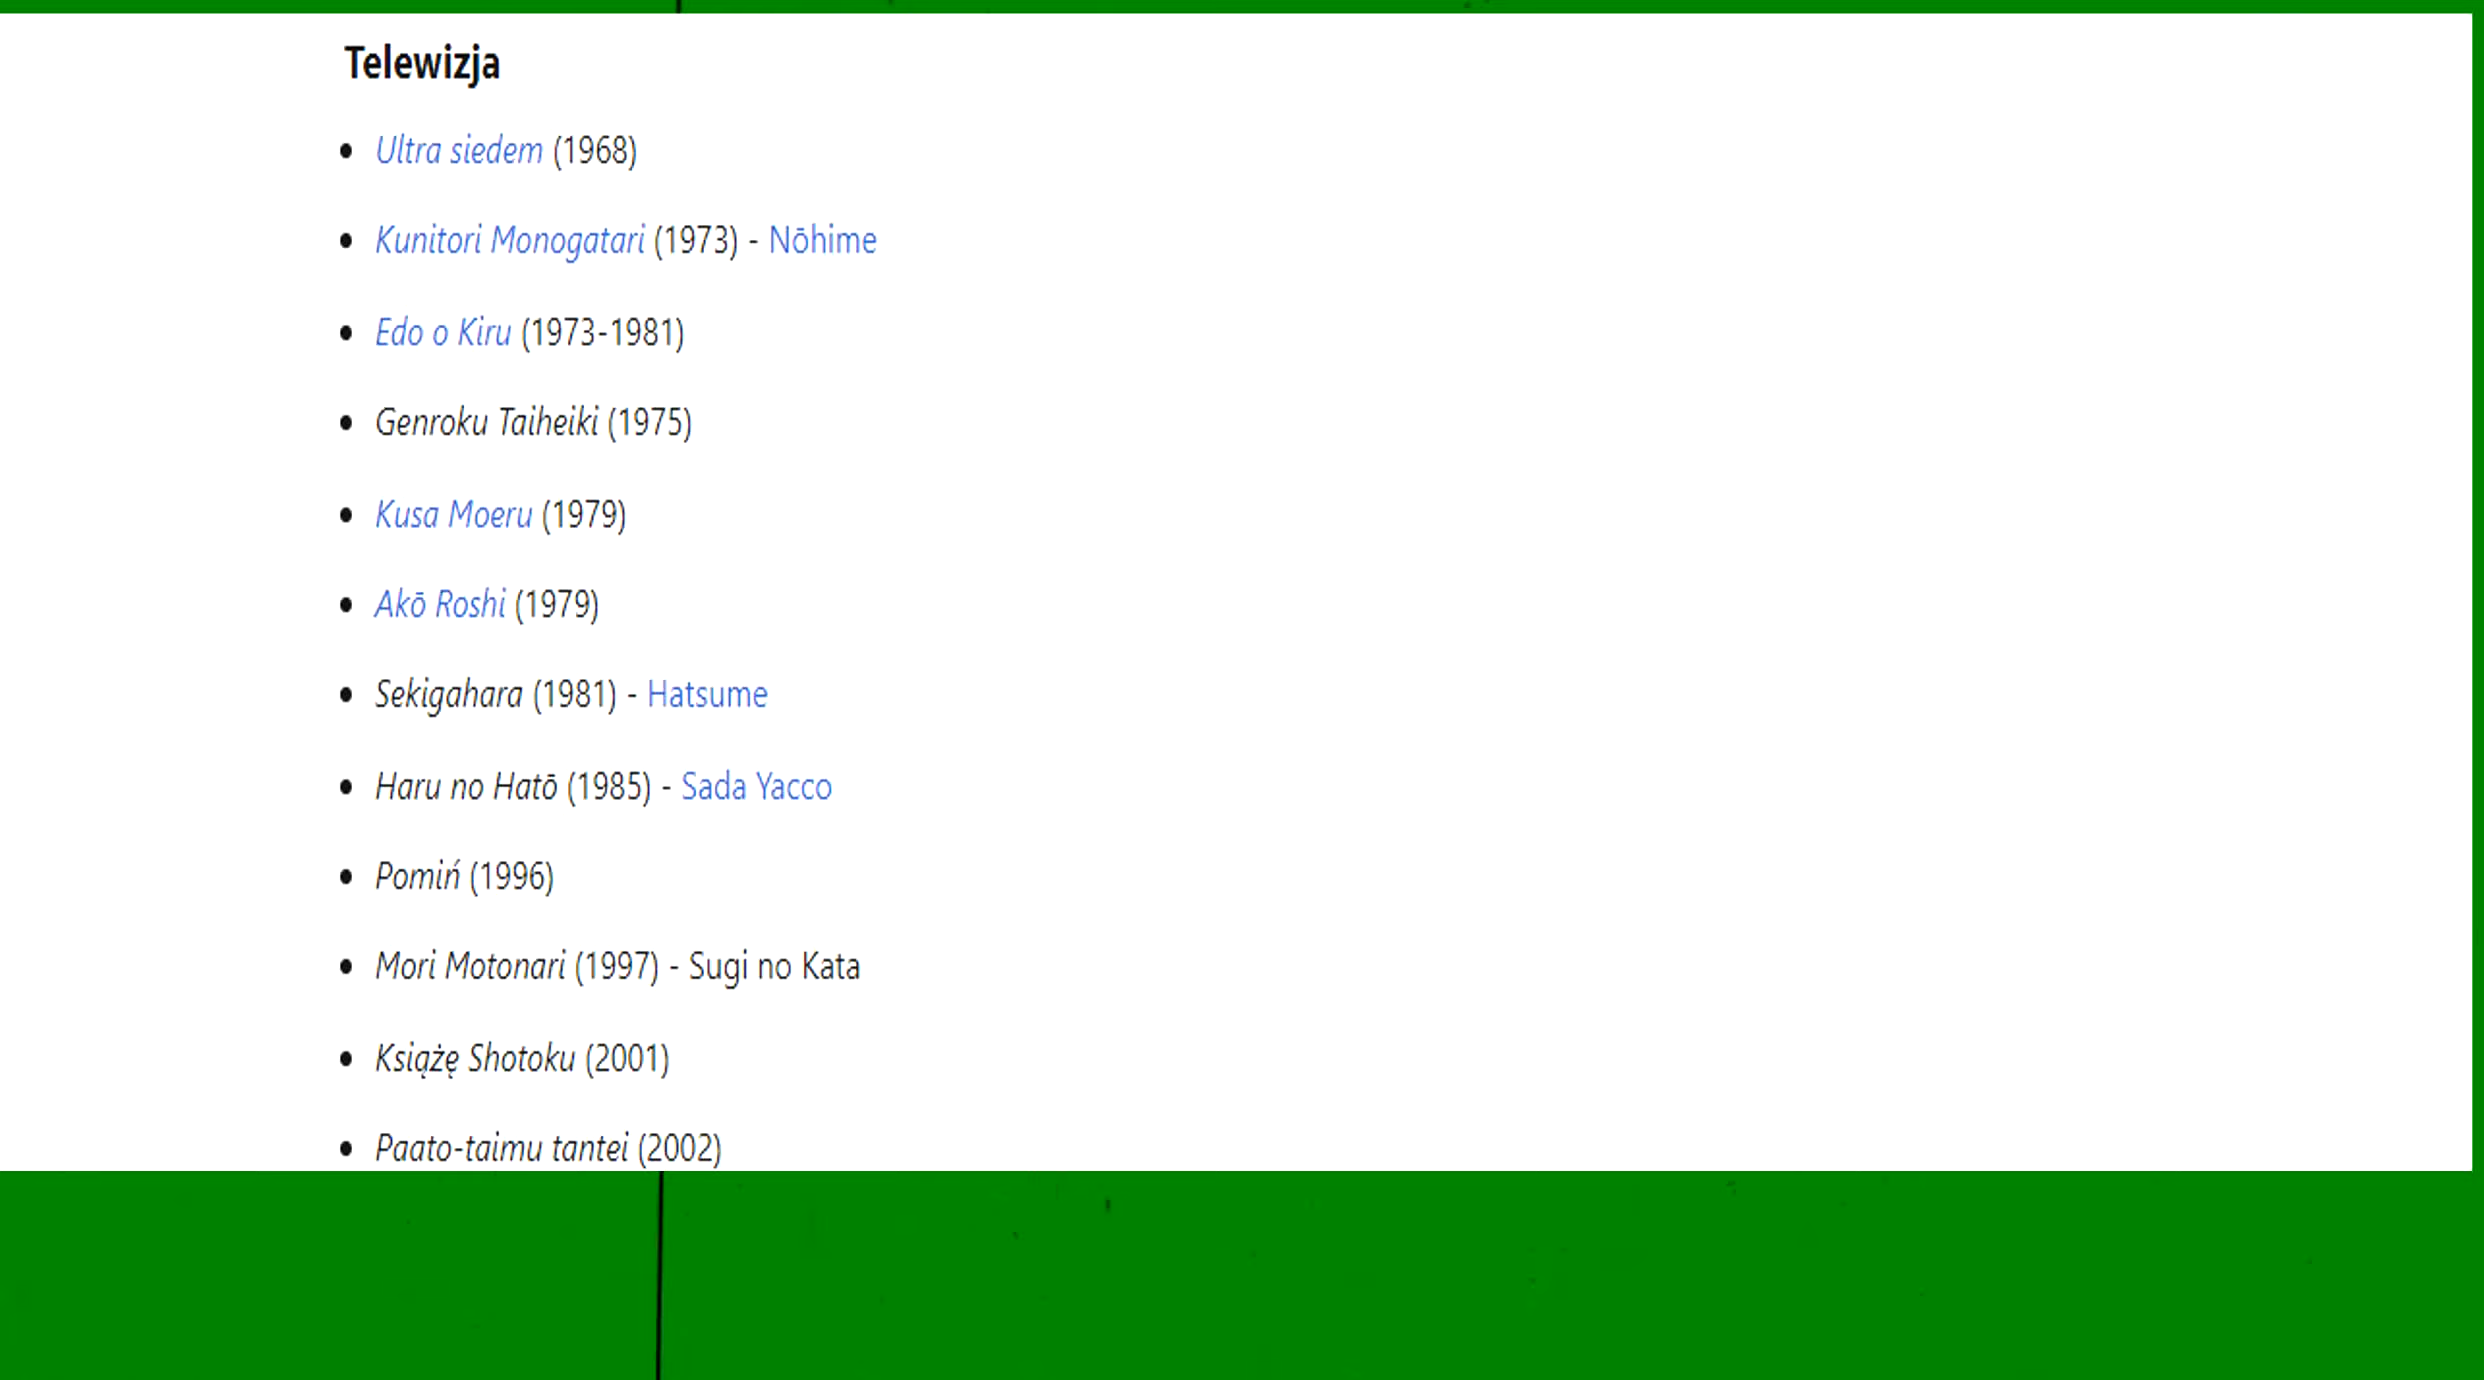 Telewizja
Ultra siedem (1968)
Kunitori Monogatari (1973) - Nōhime
Edo o Kiru (1973-1981)
Genroku Taiheiki (1975)
Kusa Moeru (1979)
Akō Roshi (1979)
Sekigahara (1981) - Hatsume
Haru no Hatō (1985) - Sada Yacco
Pomiń (1996)
Mori Motonari (1997) - Sugi no Kata
Książę Shotoku (2001)
Paato-taimu tantei (2002)